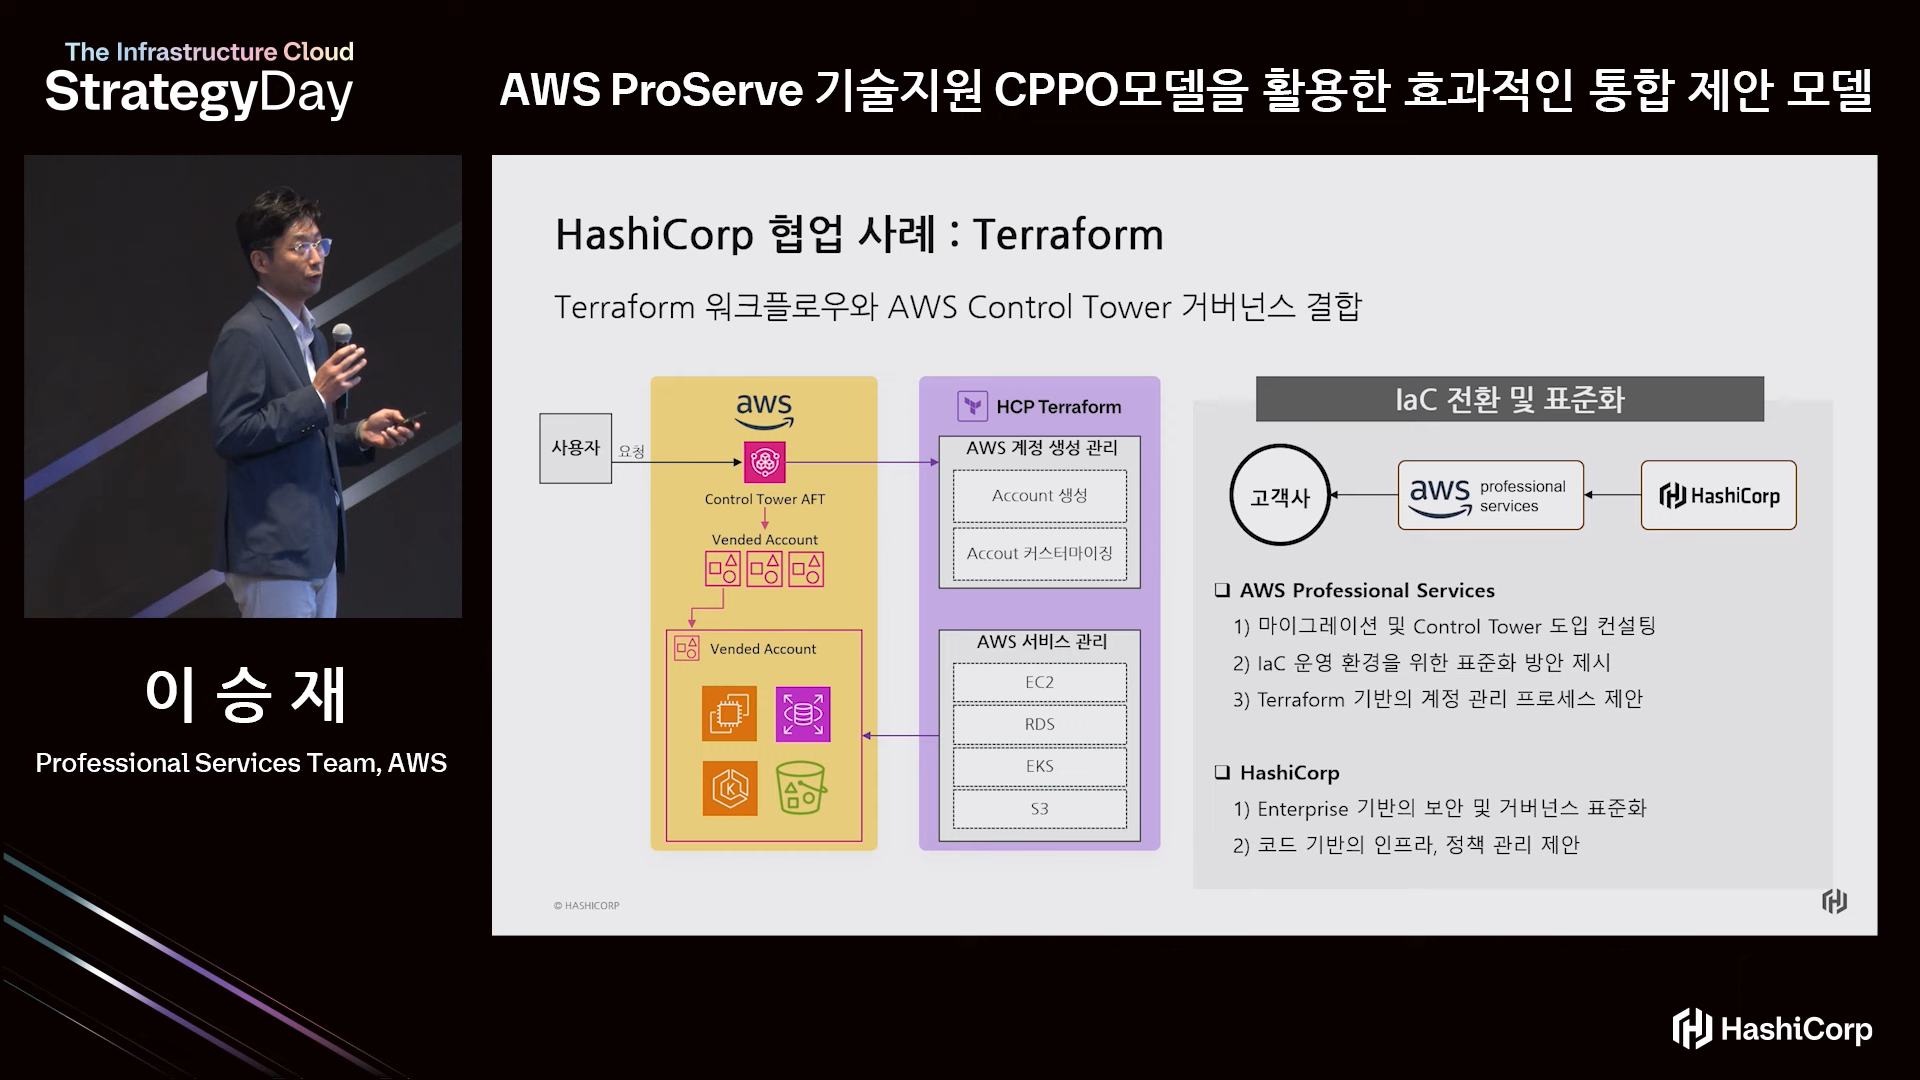 The Infrastructure Cloud
StrategyDay
AWS ProServe 기술지원 CPPO모델을 활용한 효과적인 통합 제안 모델
이 승 재
Professional Services Team, AWS
HashiCorp 협업 사례 : Terraform
Terraform 워크플로우와 AWS Control Tower 거버넌스 결합
사용자
요청
aws
Control Tower AFT
Vended Account
Vended Account
HCP Terraform
AWS 계정 생성 관리
Account 생성
Accout 커스터마이징
AWS 서비스 관리
EC2
RDS
EKS
S3
IaC 전환 및 표준화
고객사
aws professional
services
HashiCorp
❑ AWS Professional Services
1) 마이그레이션 및 Control Tower 도입 컨설팅
2) IaC 운영 환경을 위한 표준화 방안 제시
3) Terraform 기반의 계정 관리 프로세스 제안
❑ HashiCorp
1) Enterprise 기반의 보안 및 거버넌스 표준화
2) 코드 기반의 인프라, 정책 관리 제안
© HASHICORP
HashiCorp